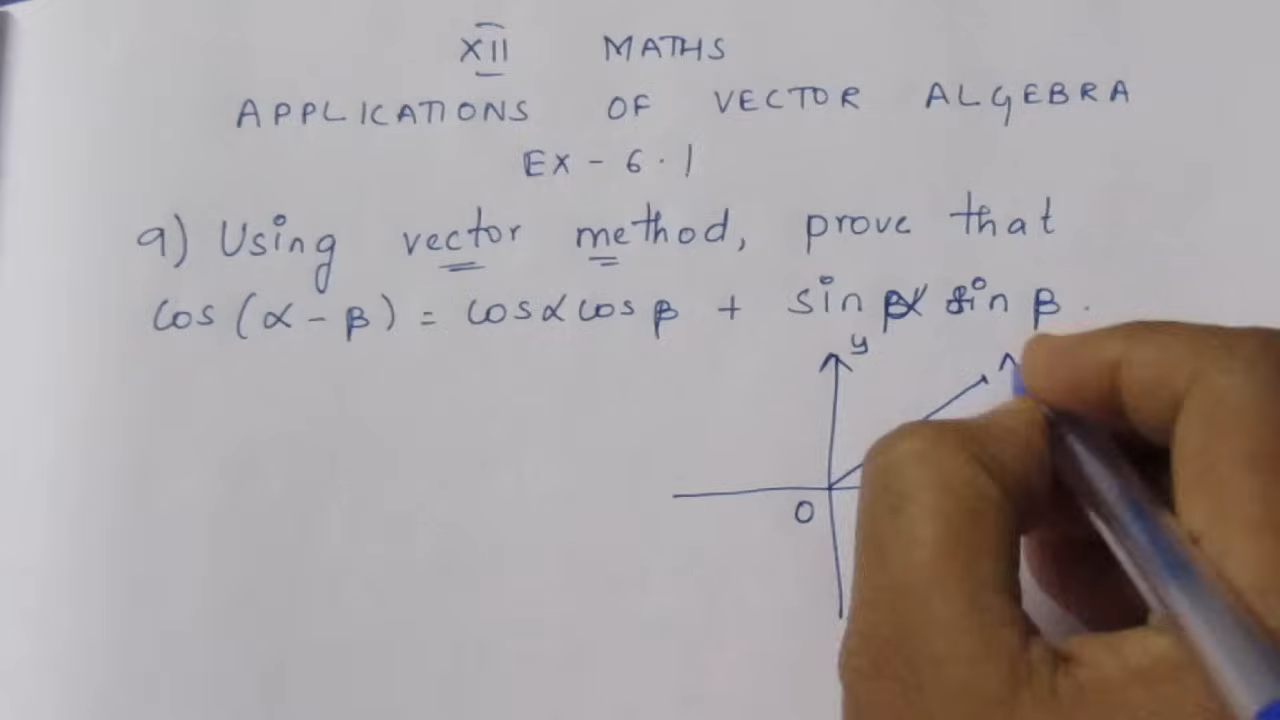 XII MATHS
APPLICATIONS OF VECTOR ALGEBRA
EX - 6.1
9) Using vector method, prove that
cos (α - β) = cosα cos β + sin α sin β.
y
O